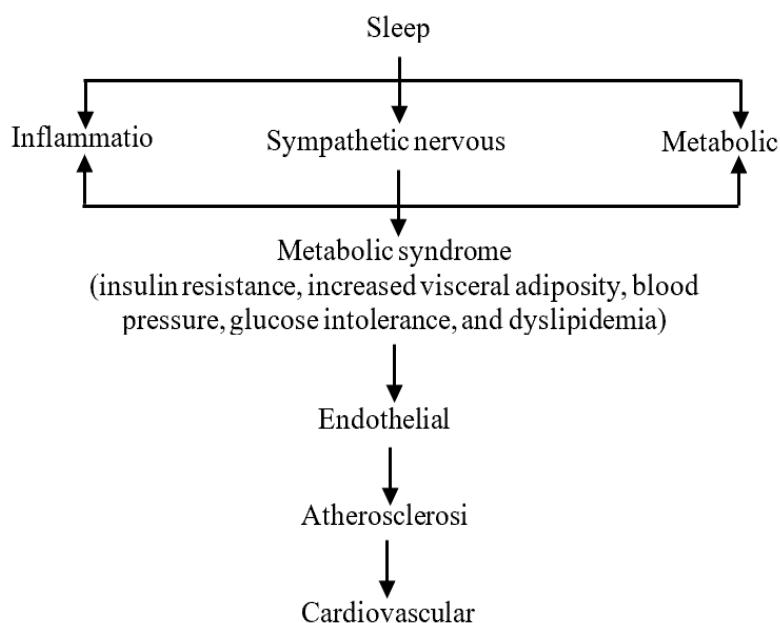 Sleep
Inflammatio
Sympathetic nervous
Metabolic
Metabolic syndrome
(insulin resistance, increased visceral adiposity, blood
pressure, glucose intolerance, and dyslipidemia)
Endothelial
Atherosclerosi
Cardiovascular